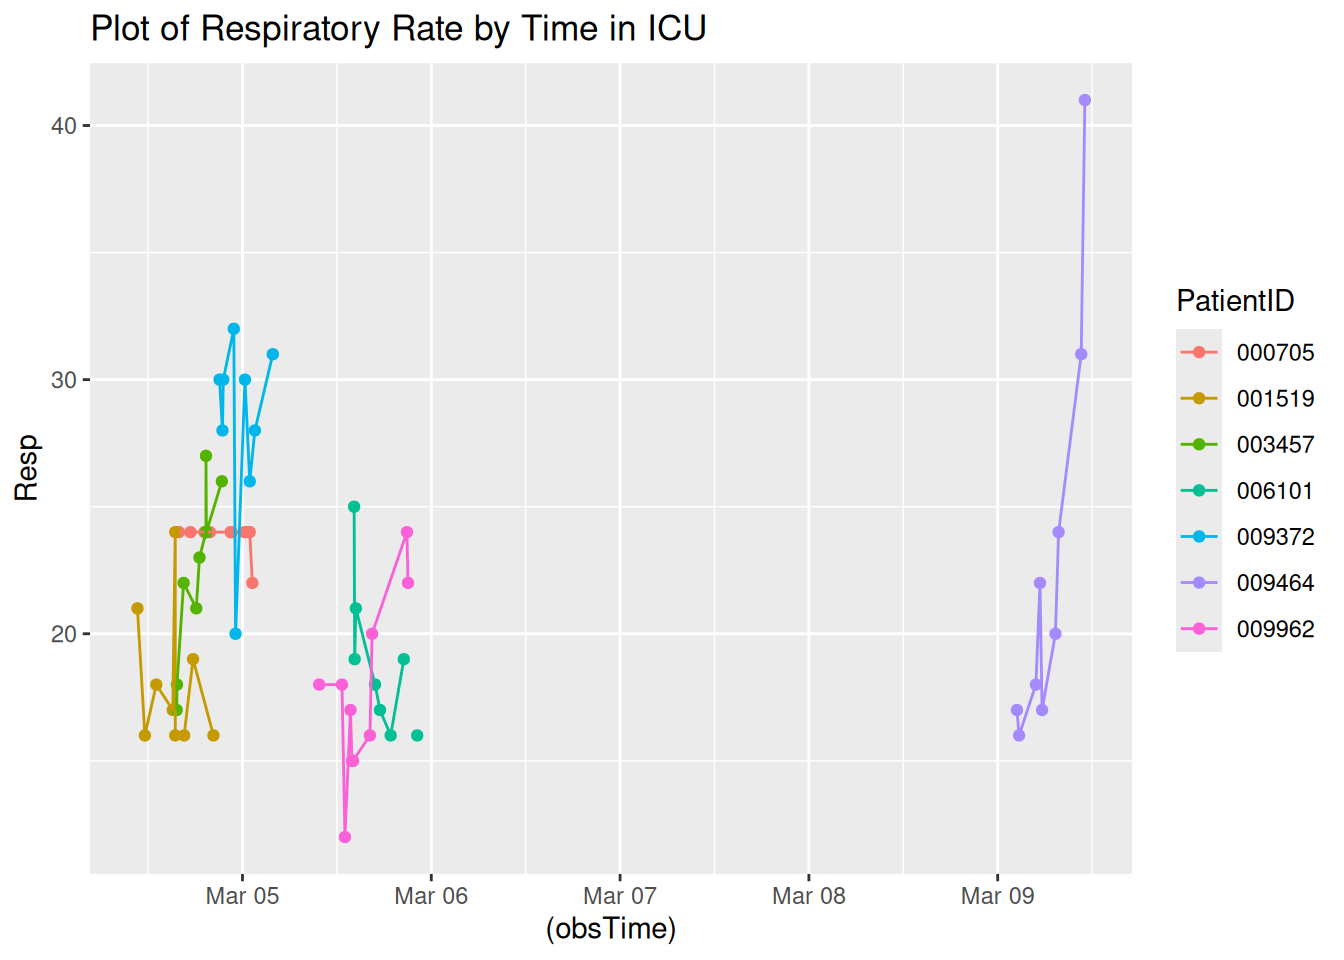 Plot of Respiratory Rate by Time in ICU
40
30
20
Resp
Mar 05
Mar 06
Mar 07
Mar 08
Mar 09
(obsTime)
PatientID
000705
001519
003457
006101
009372
009464
009962